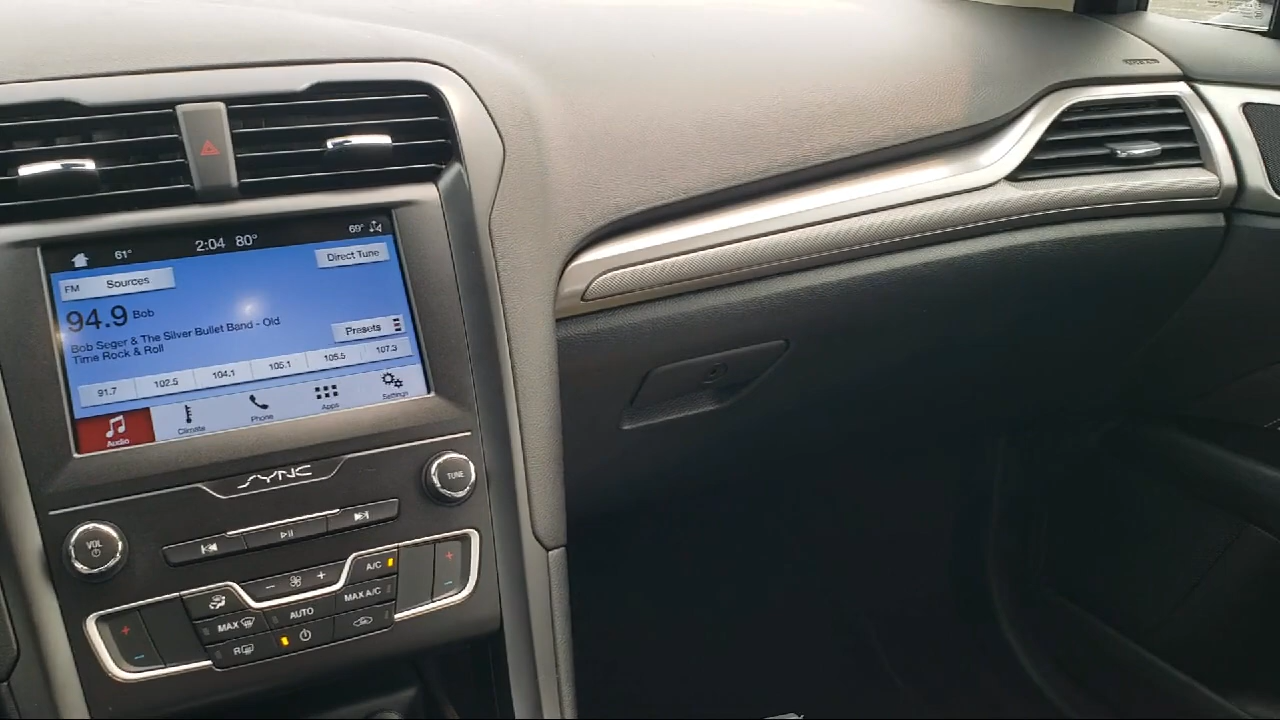 61° 2:04 80° 69°
FM Sources Direct Tune
94.9 Bob
Bob Seger & The Silver Bullet Band - Old
Time Rock & Roll
Presets
91.7 102.5 104.1 105.1 105.5 107.3
Audio Climate Phone Apps Settings
SYNC
TUNE
VOL
- + A/C
+
-
MAX AUTO MAX A/C
R
+
-